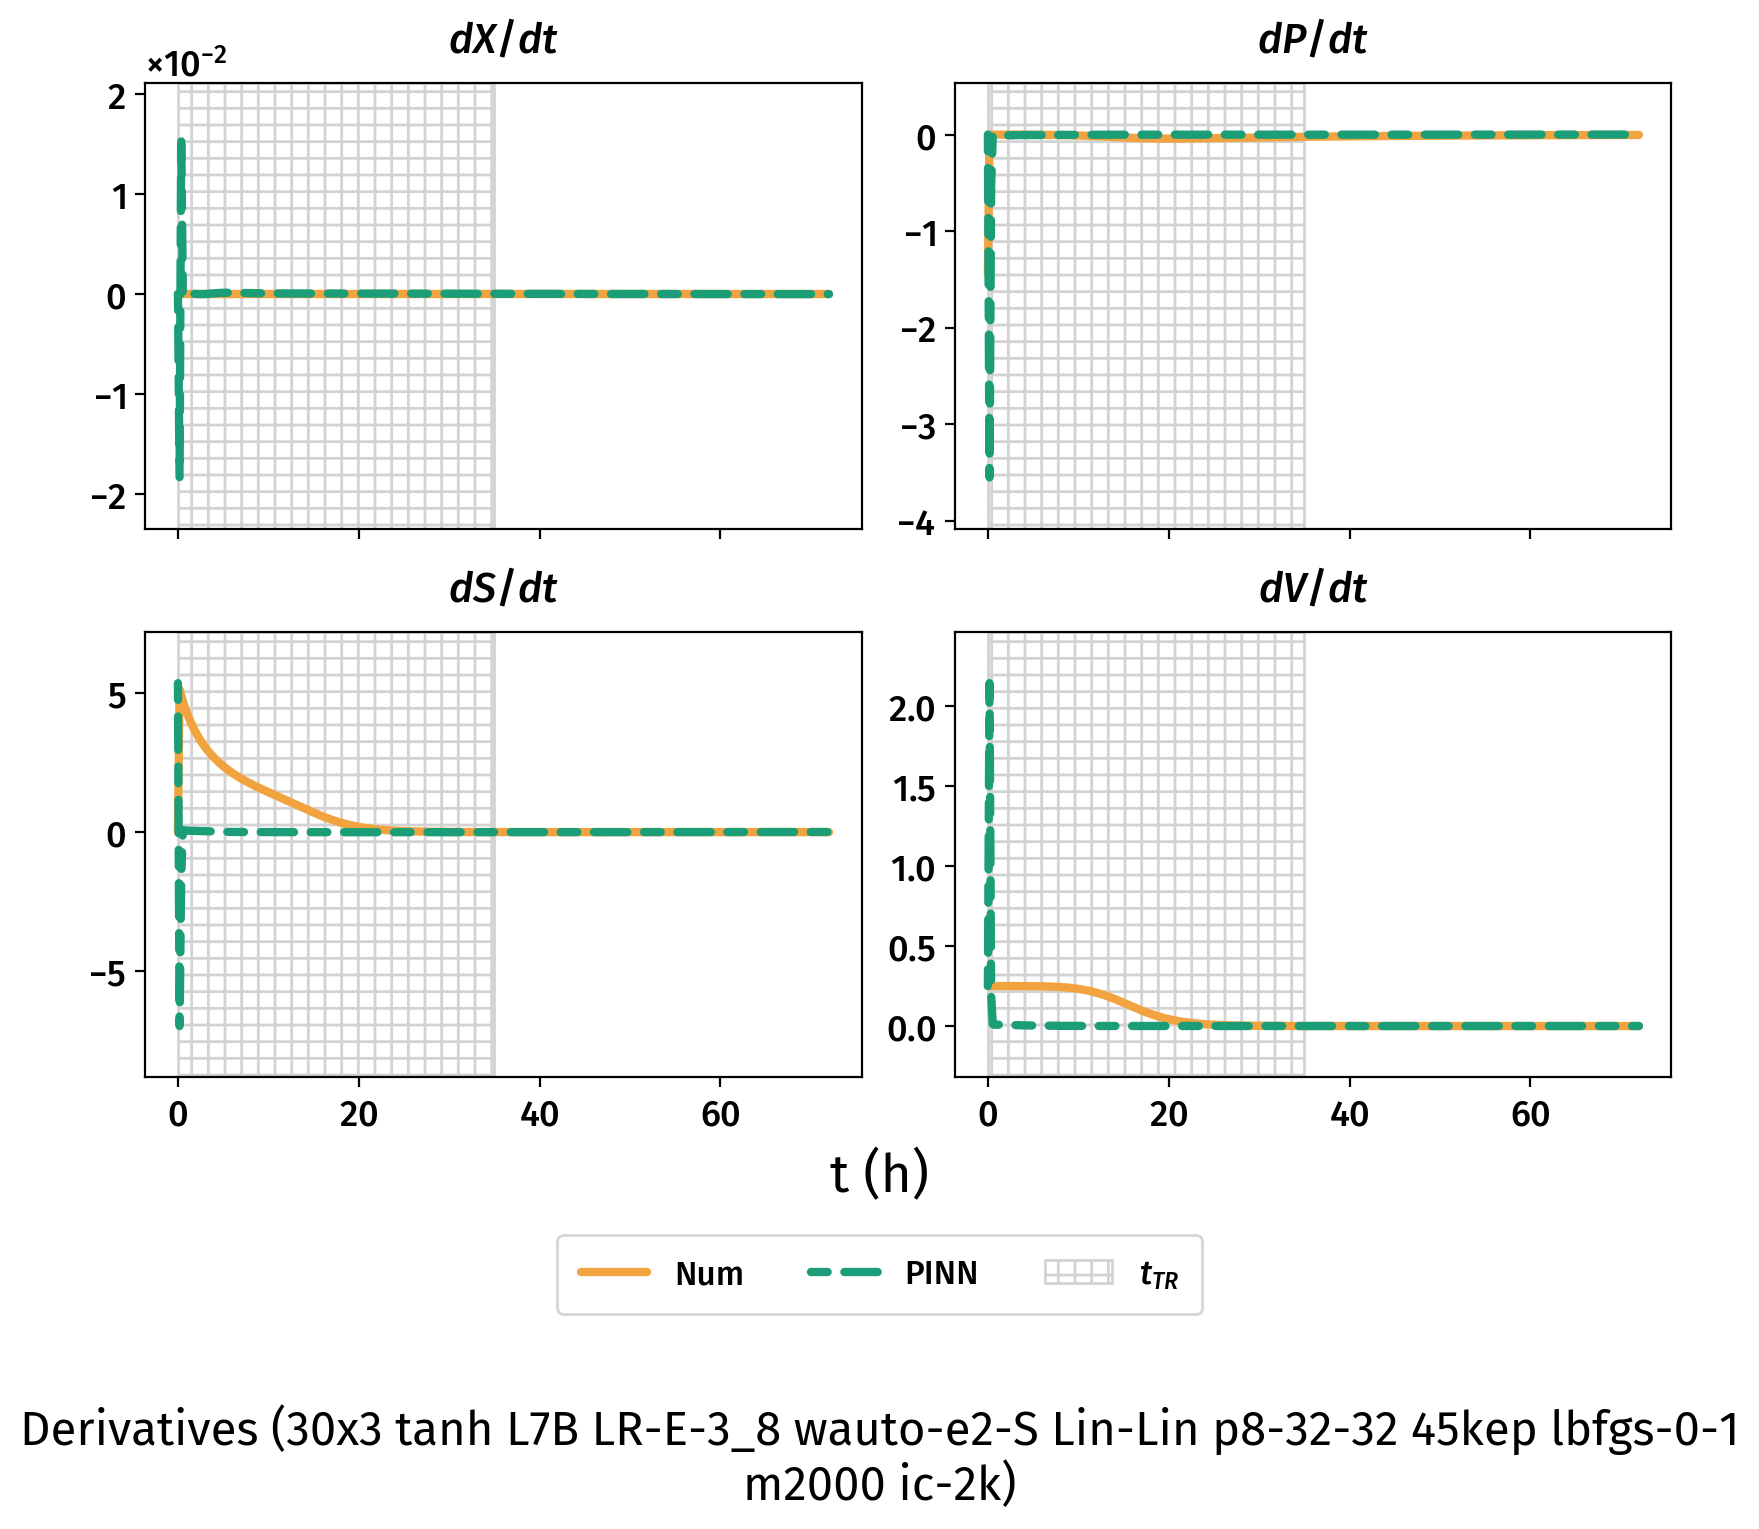 dX/dt
dP/dt
×10⁻²
2
1
0
−1
−2
0
−1
−2
−3
−4
dS/dt
dV/dt
5
0
−5
2.0
1.5
1.0
0.5
0.0
0 20 40 60
0 20 40 60
t (h)
Num PINN t_TR
Derivatives (30x3 tanh L7B LR-E-3_8 wauto-e2-S Lin-Lin p8-32-32 45kep lbfgs-0-1
m2000 ic-2k)